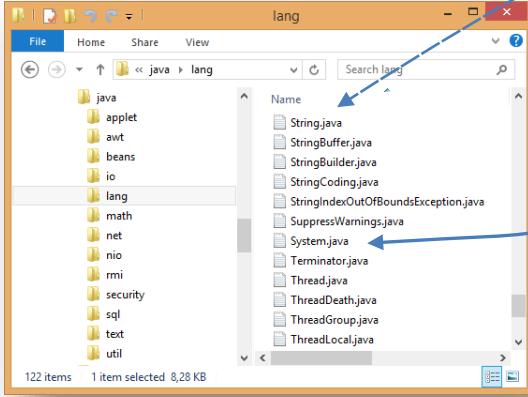 lang
File Home Share View
« java lang Search lang
java
applet
awt
beans
io
lang
math
net
nio
rmi
security
sql
text
util
Name
String.java
StringBuffer.java
StringBuilder.java
StringCoding.java
StringIndexOutOfBoundsException.java
SuppressWarnings.java
System.java
Terminator.java
Thread.java
ThreadDeath.java
ThreadGroup.java
ThreadLocal.java
122 items 1 item selected 8,28 KB